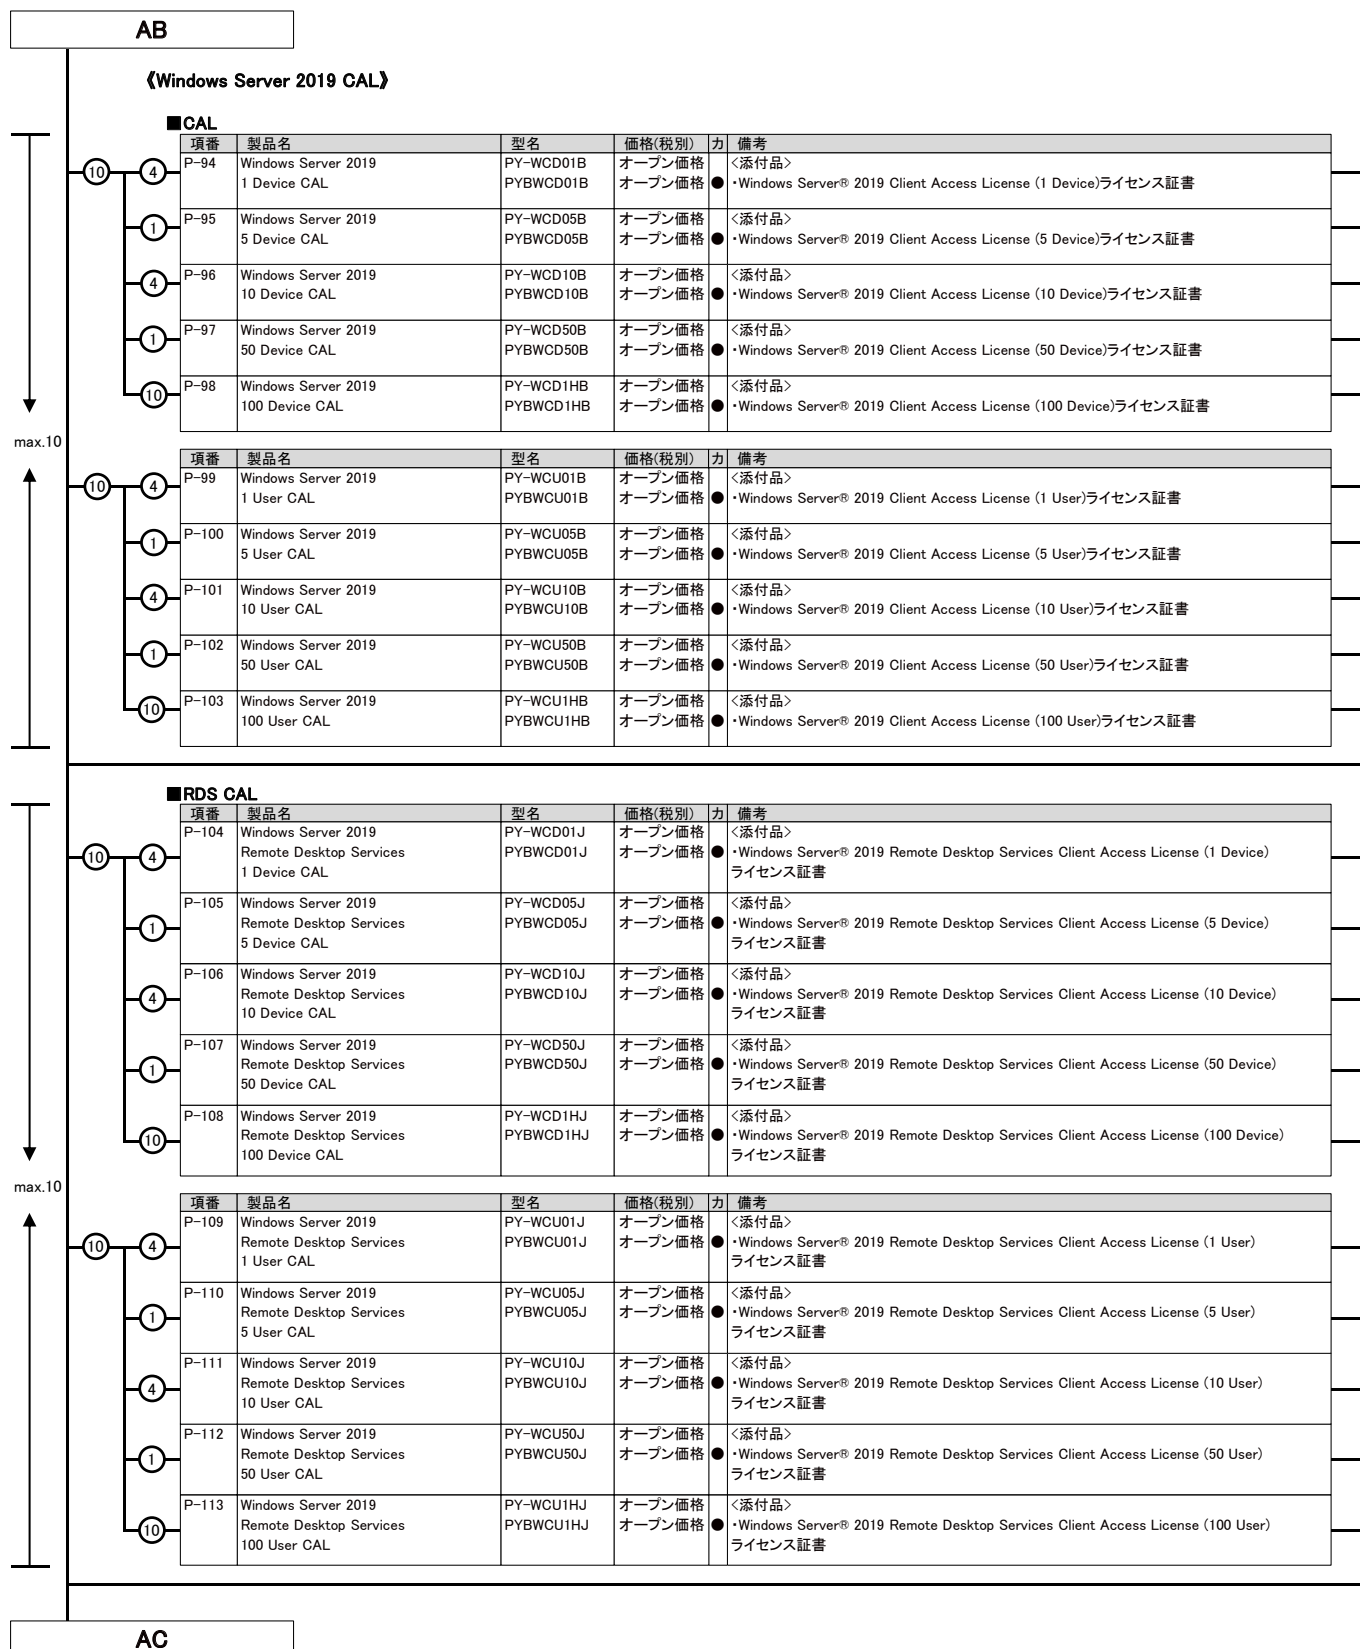 AB
《Windows Server 2019 CAL》
■CAL
項番 製品名 型名 価格(税別) カ 備考
10 4 P-94 Windows Server 2019 PY-WCD01B オープン価格 <添付品>
1 Device CAL PYBWCD01B オープン価格 ● ・Windows Server® 2019 Client Access License (1 Device)ライセンス証書
1 P-95 Windows Server 2019 PY-WCD05B オープン価格 <添付品>
5 Device CAL PYBWCD05B オープン価格 ● ・Windows Server® 2019 Client Access License (5 Device)ライセンス証書
4 P-96 Windows Server 2019 PY-WCD10B オープン価格 <添付品>
10 Device CAL PYBWCD10B オープン価格 ● ・Windows Server® 2019 Client Access License (10 Device)ライセンス証書
1 P-97 Windows Server 2019 PY-WCD50B オープン価格 <添付品>
50 Device CAL PYBWCD50B オープン価格 ● ・Windows Server® 2019 Client Access License (50 Device)ライセンス証書
10 P-98 Windows Server 2019 PY-WCD1HB オープン価格 <添付品>
100 Device CAL PYBWCD1HB オープン価格 ● ・Windows Server® 2019 Client Access License (100 Device)ライセンス証書
max.10
項番 製品名 型名 価格(税別) カ 備考
10 4 P-99 Windows Server 2019 PY-WCU01B オープン価格 <添付品>
1 User CAL PYBWCU01B オープン価格 ● ・Windows Server® 2019 Client Access License (1 User)ライセンス証書
1 P-100 Windows Server 2019 PY-WCU05B オープン価格 <添付品>
5 User CAL PYBWCU05B オープン価格 ● ・Windows Server® 2019 Client Access License (5 User)ライセンス証書
4 P-101 Windows Server 2019 PY-WCU10B オープン価格 <添付品>
10 User CAL PYBWCU10B オープン価格 ● ・Windows Server® 2019 Client Access License (10 User)ライセンス証書
1 P-102 Windows Server 2019 PY-WCU50B オープン価格 <添付品>
50 User CAL PYBWCU50B オープン価格 ● ・Windows Server® 2019 Client Access License (50 User)ライセンス証書
10 P-103 Windows Server 2019 PY-WCU1HB オープン価格 <添付品>
100 User CAL PYBWCU1HB オープン価格 ● ・Windows Server® 2019 Client Access License (100 User)ライセンス証書
■RDS CAL
項番 製品名 型名 価格(税別) カ 備考
P-104 Windows Server 2019 PY-WCD01J オープン価格 <添付品>
10 4 Remote Desktop Services PYBWCD01J オープン価格 ● ・Windows Server® 2019 Remote Desktop Services Client Access License (1 Device)
1 Device CAL ライセンス証書
P-105 Windows Server 2019 PY-WCD05J オープン価格 <添付品>
1 Remote Desktop Services PYBWCD05J オープン価格 ● ・Windows Server® 2019 Remote Desktop Services Client Access License (5 Device)
5 Device CAL ライセンス証書
P-106 Windows Server 2019 PY-WCD10J オープン価格 <添付品>
4 Remote Desktop Services PYBWCD10J オープン価格 ● ・Windows Server® 2019 Remote Desktop Services Client Access License (10 Device)
10 Device CAL ライセンス証書
P-107 Windows Server 2019 PY-WCD50J オープン価格 <添付品>
1 Remote Desktop Services PYBWCD50J オープン価格 ● ・Windows Server® 2019 Remote Desktop Services Client Access License (50 Device)
50 Device CAL ライセンス証書
P-108 Windows Server 2019 PY-WCD1HJ オープン価格 <添付品>
10 Remote Desktop Services PYBWCD1HJ オープン価格 ● ・Windows Server® 2019 Remote Desktop Services Client Access License (100 Device)
100 Device CAL ライセンス証書
max.10
項番 製品名 型名 価格(税別) カ 備考
P-109 Windows Server 2019 PY-WCU01J オープン価格 <添付品>
10 4 Remote Desktop Services PYBWCU01J オープン価格 ● ・Windows Server® 2019 Remote Desktop Services Client Access License (1 User)
1 User CAL ライセンス証書
P-110 Windows Server 2019 PY-WCU05J オープン価格 <添付品>
1 Remote Desktop Services PYBWCU05J オープン価格 ● ・Windows Server® 2019 Remote Desktop Services Client Access License (5 User)
5 User CAL ライセンス証書
P-111 Windows Server 2019 PY-WCU10J オープン価格 <添付品>
4 Remote Desktop Services PYBWCU10J オープン価格 ● ・Windows Server® 2019 Remote Desktop Services Client Access License (10 User)
10 User CAL ライセンス証書
P-112 Windows Server 2019 PY-WCU50J オープン価格 <添付品>
1 Remote Desktop Services PYBWCU50J オープン価格 ● ・Windows Server® 2019 Remote Desktop Services Client Access License (50 User)
50 User CAL ライセンス証書
P-113 Windows Server 2019 PY-WCU1HJ オープン価格 <添付品>
10 Remote Desktop Services PYBWCU1HJ オープン価格 ● ・Windows Server® 2019 Remote Desktop Services Client Access License (100 User)
100 User CAL ライセンス証書
AC